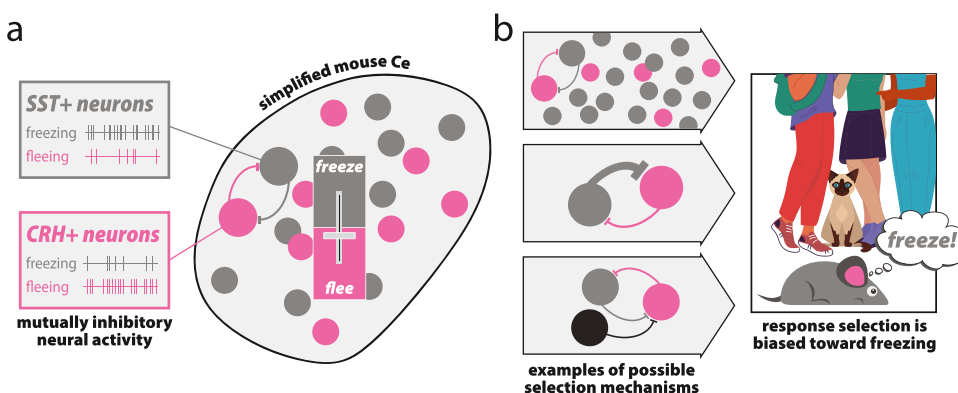 a
simplified mouse Ce
SST+ neurons
freezing
fleeing
CRH+ neurons
freezing
fleeing
mutually inhibitory
neural activity
freeze
flee
b
examples of possible
selection mechanisms
freeze!
response selection is
biased toward freezing